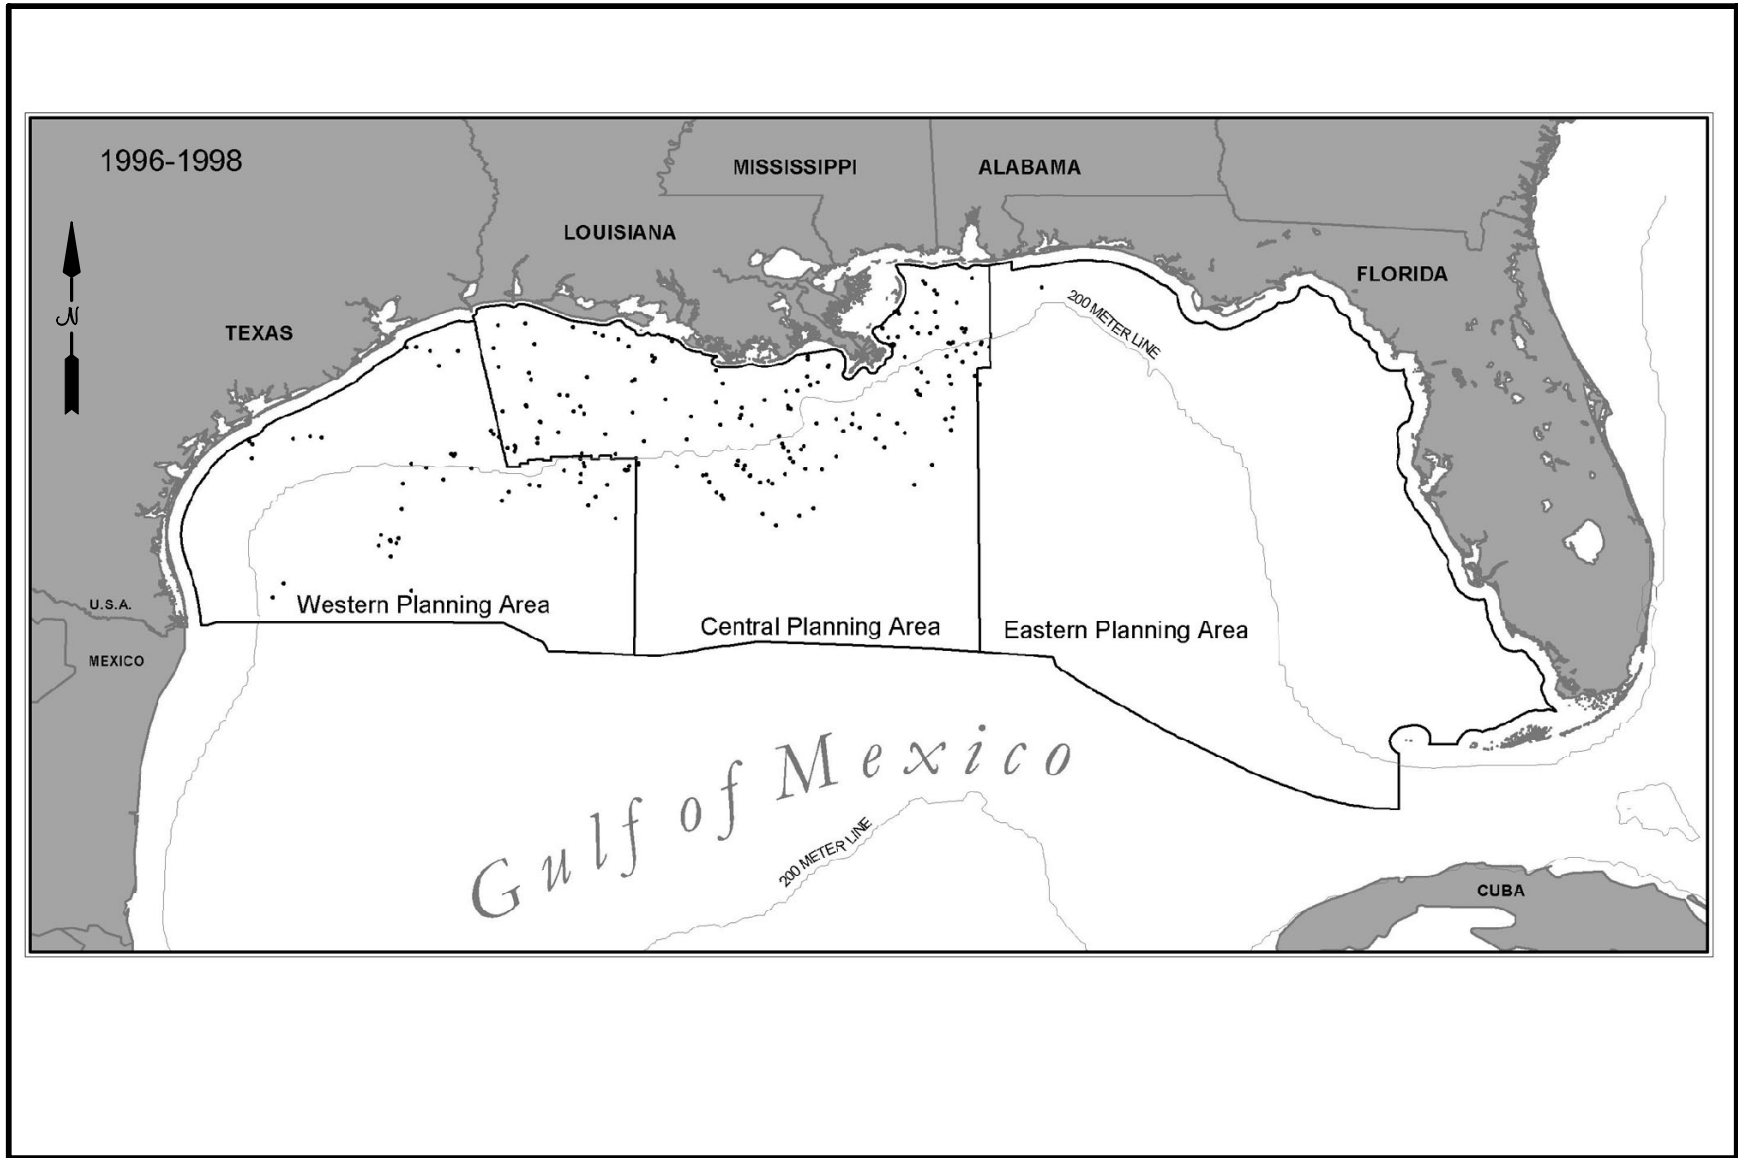 1996-1998
MISSISSIPPI
ALABAMA
LOUISIANA
FLORIDA
N
TEXAS
200 METER LINE
U.S.A.
Western Planning Area
Central Planning Area
Eastern Planning Area
MEXICO
Gulf of Mexico
200 METER LINE
CUBA